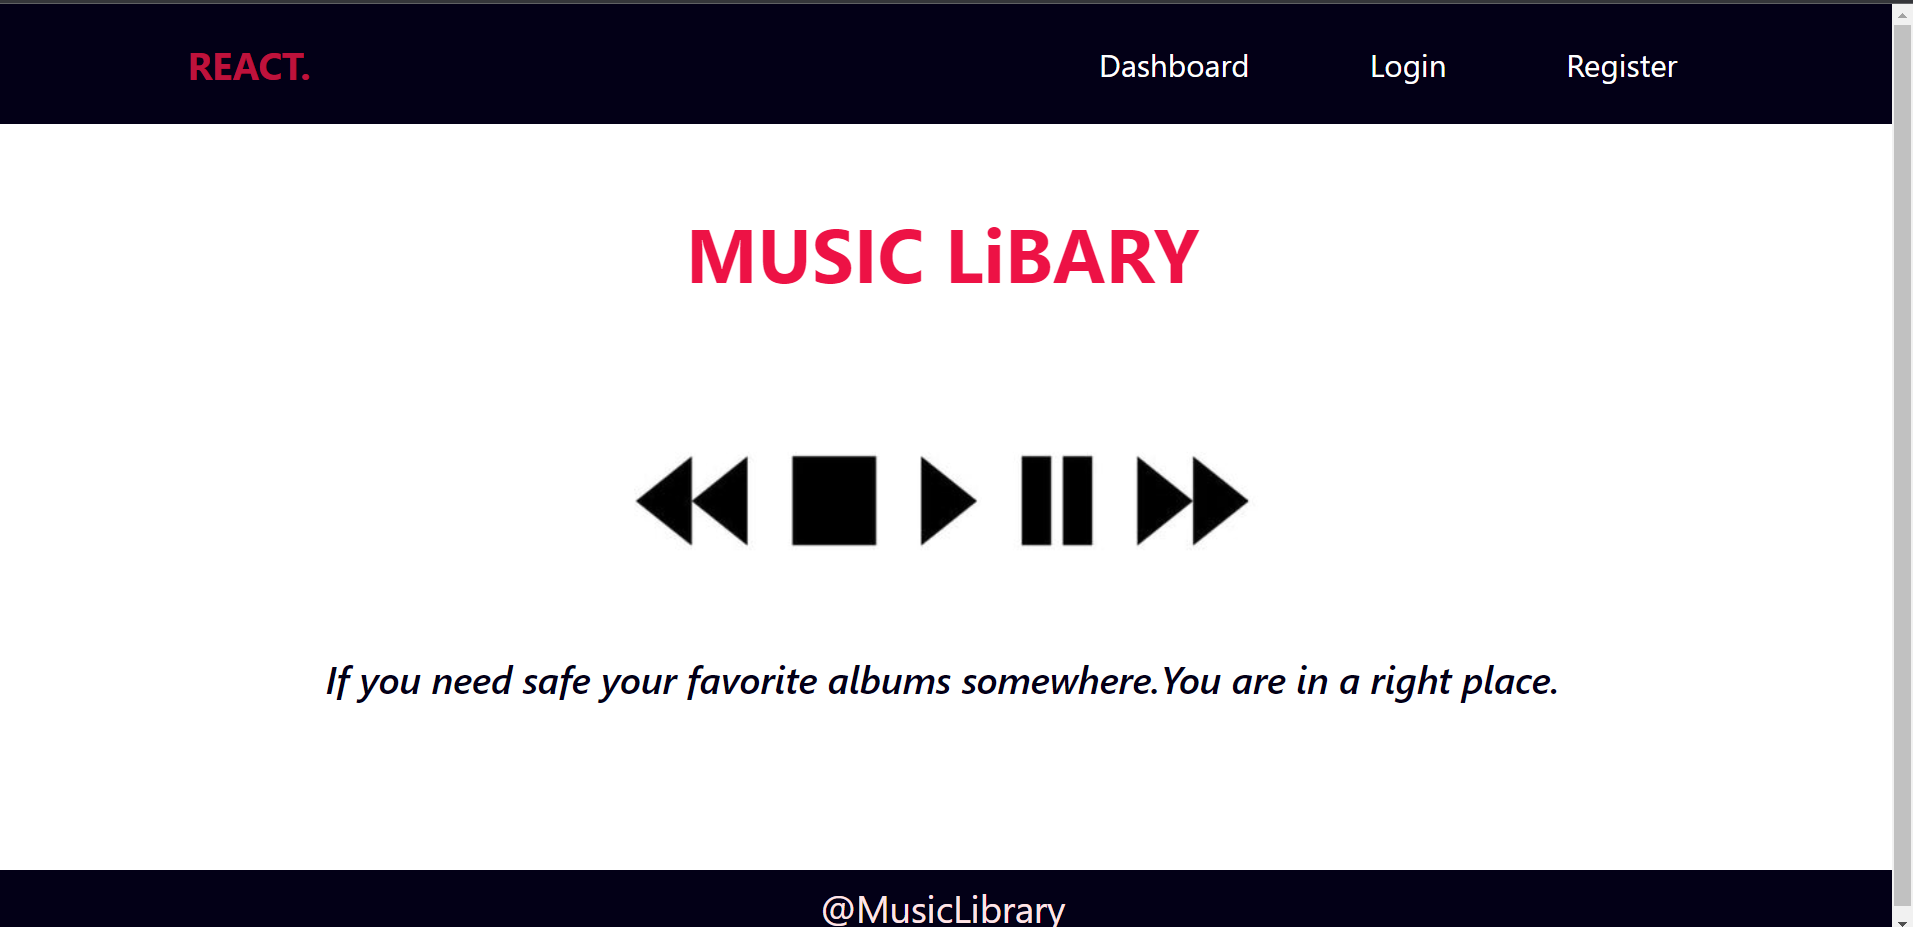 REACT.
Dashboard Login Register
MUSIC LiBARY
If you need safe your favorite albums somewhere.You are in a right place.
@MusicLibrary